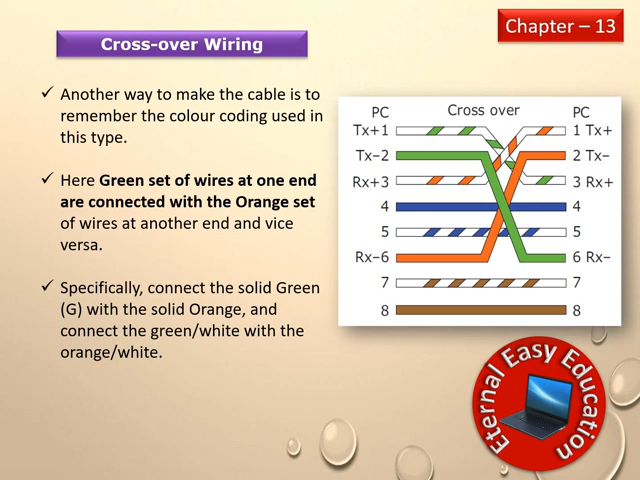 Chapter – 13
Cross-over Wiring
✓ Another way to make the cable is to
remember the colour coding used in
this type.
✓ Here Green set of wires at one end
are connected with the Orange set
of wires at another end and vice
versa.
✓ Specifically, connect the solid Green
(G) with the solid Orange, and
connect the green/white with the
orange/white.
PC Cross over PC
Tx+1 1 Tx+
Tx–2 2 Tx–
Rx+3 3 Rx+
4 4
5 5
Rx–6 6 Rx–
7 7
8 8
Eternal Easy Education